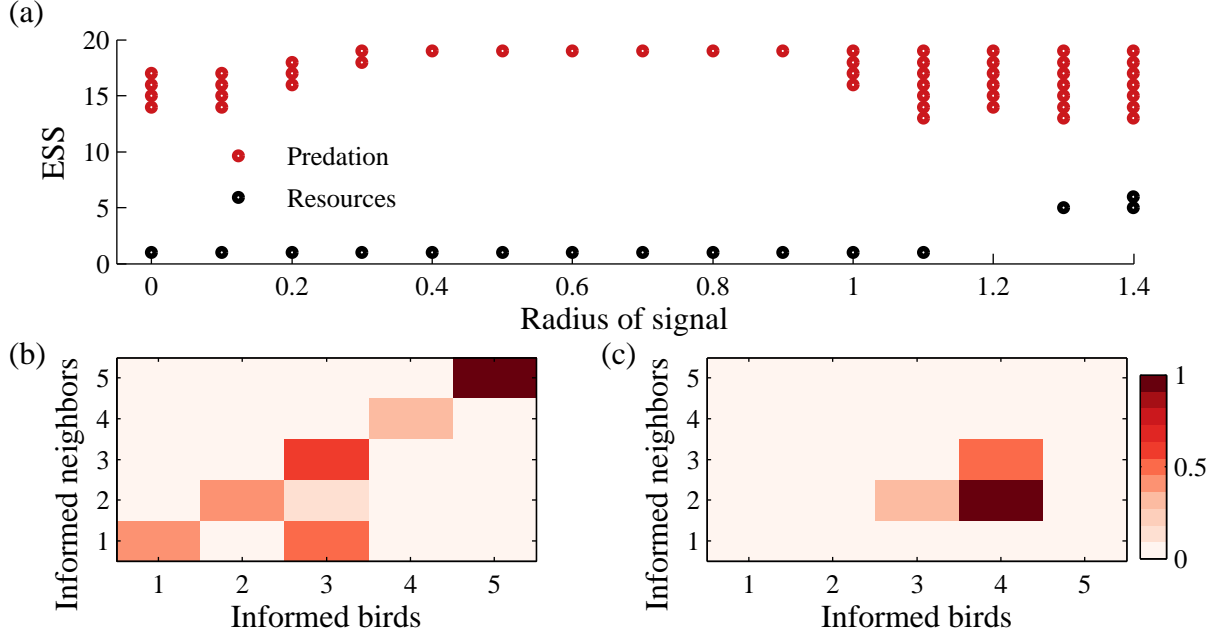 (a)
20
15
10
5
0
ESS
Predation
Resources
0 0.2 0.4 0.6 0.8 1 1.2 1.4
Radius of signal
(b)
5
4
3
2
1
Informed neighbors
1 2 3 4 5
Informed birds
(c)
5
4
3
2
1
Informed neighbors
1 2 3 4 5
Informed birds
1
0.5
0